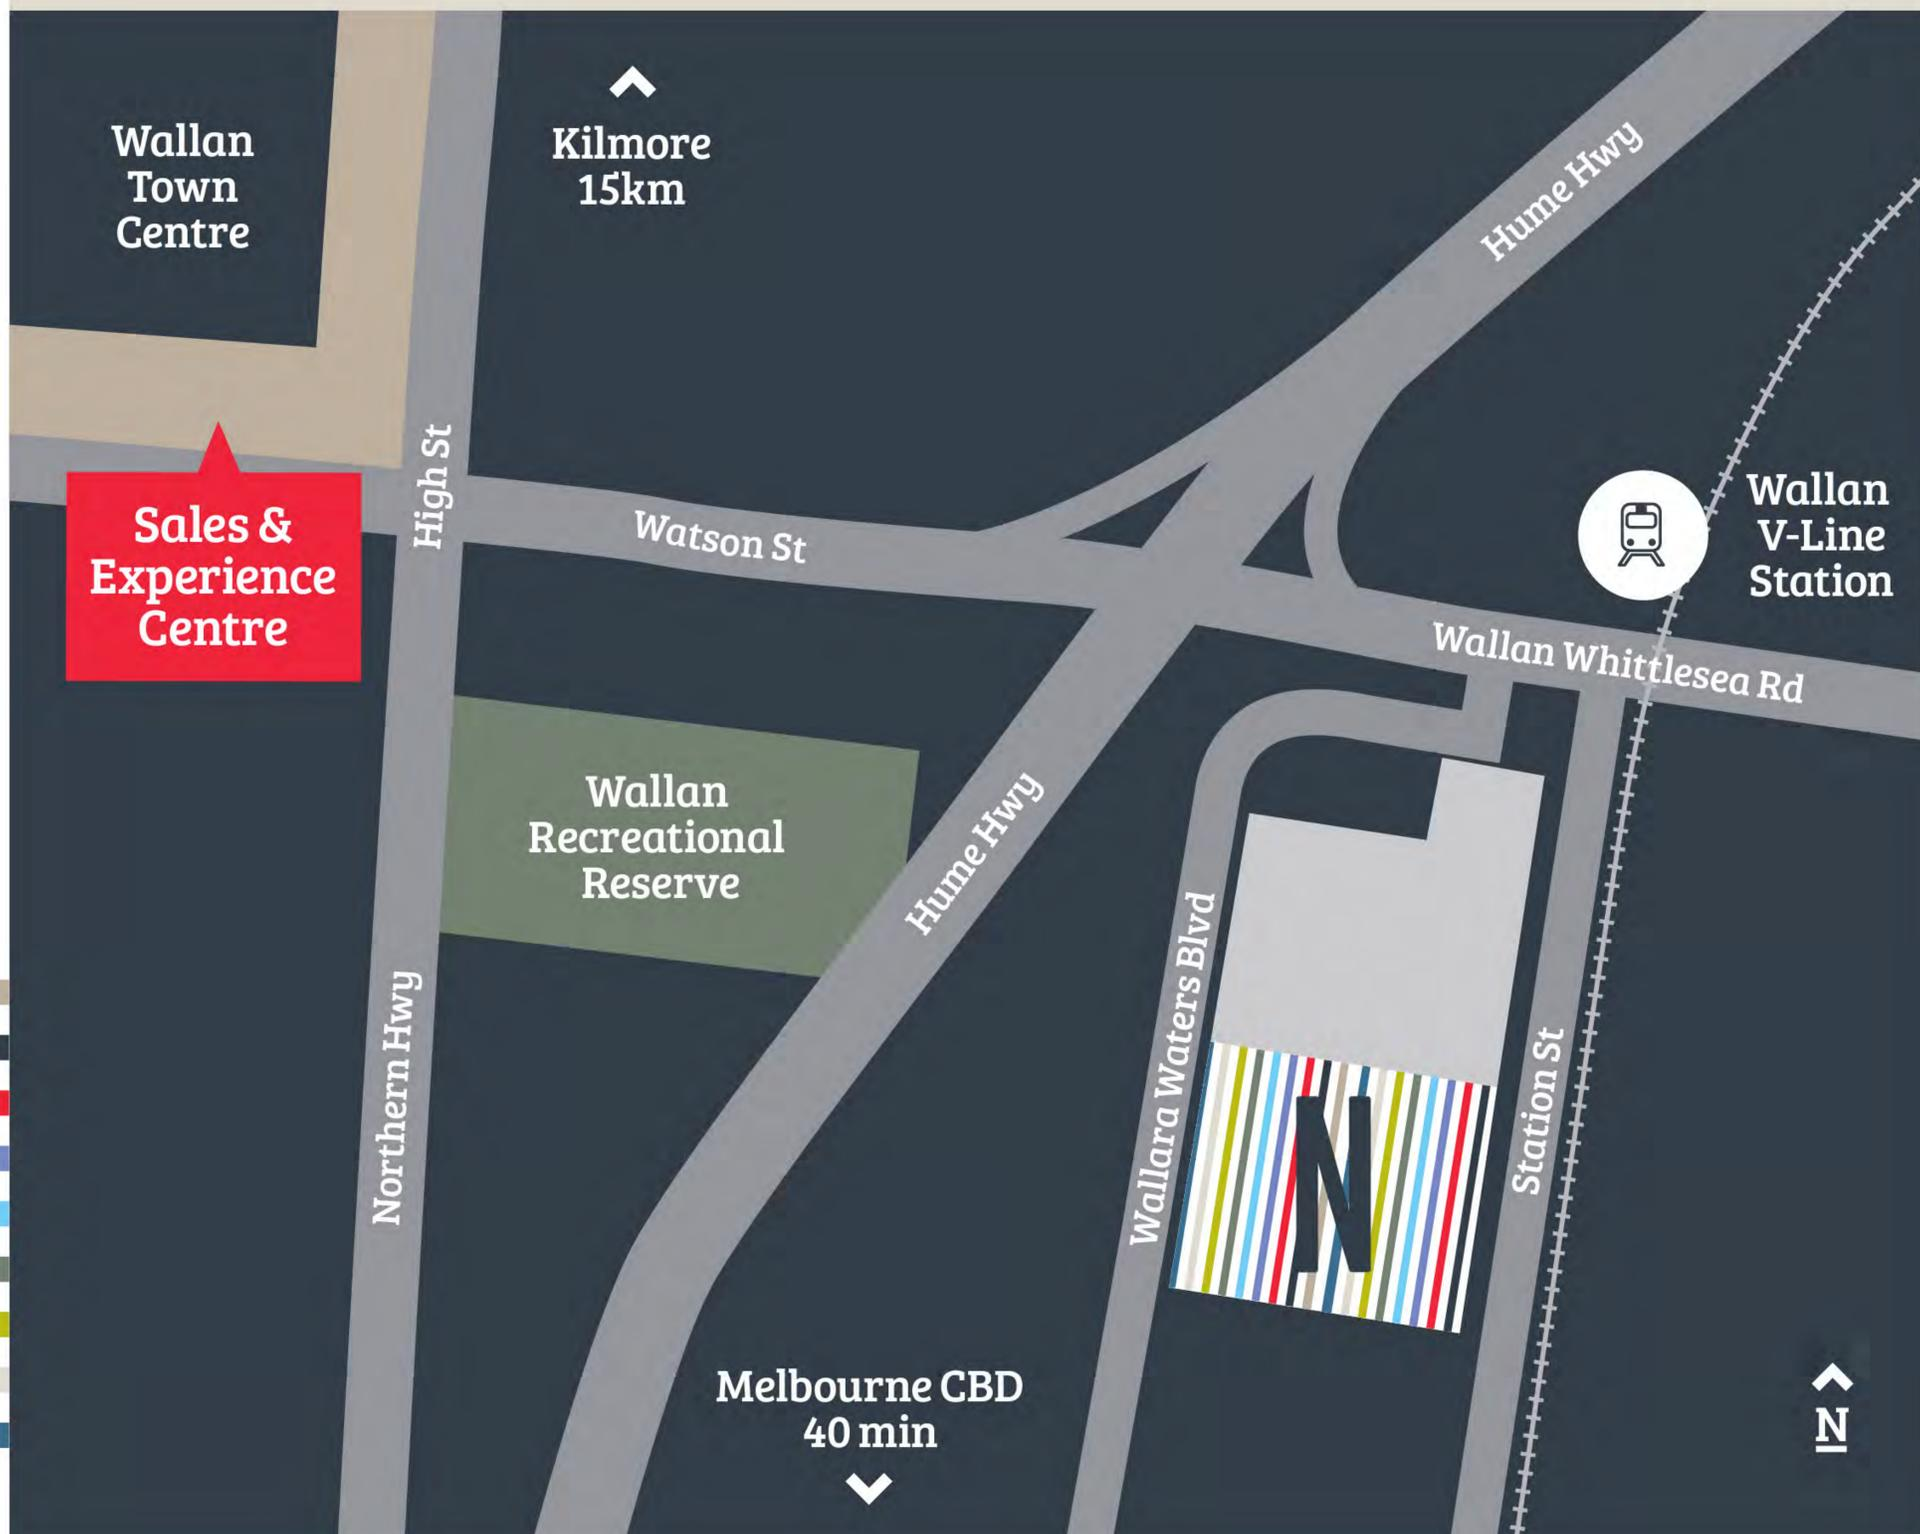 Wallan
Town
Centre
Kilmore
15km
Hume Hwy
High St
Sales &
Experience
Centre
Watson St
Wallan
V-Line
Station
Wallan Whittlesea Rd
Wallan
Recreational
Reserve
Hume Hwy
Wallara Waters Blvd
Northern Hwy
Station St
N
Melbourne CBD
40 min
N